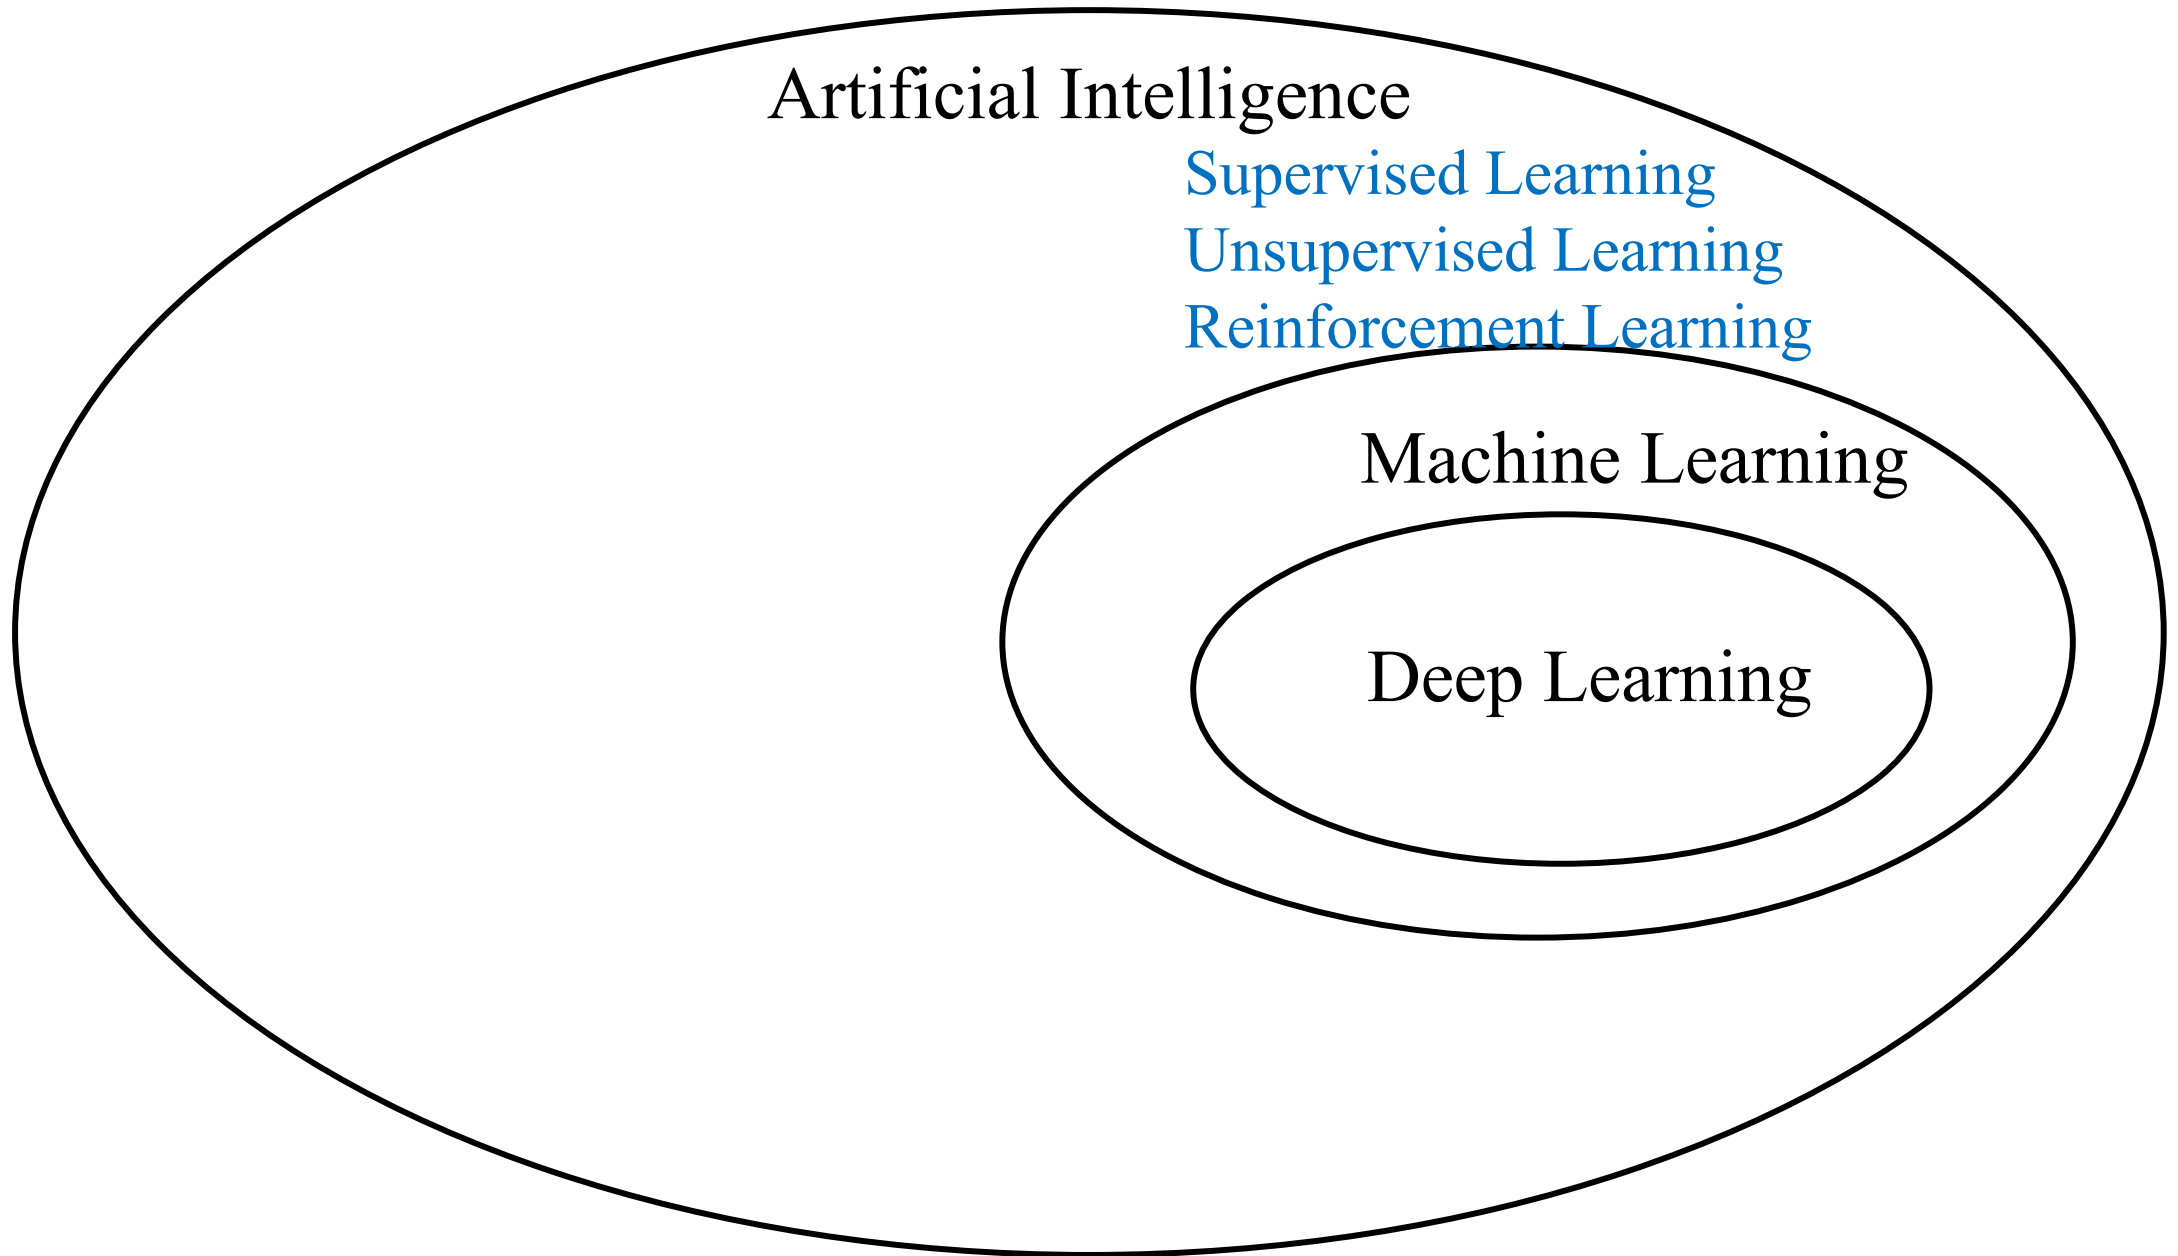 Artificial Intelligence
Supervised Learning
Unsupervised Learning
Reinforcement Learning
Machine Learning
Deep Learning